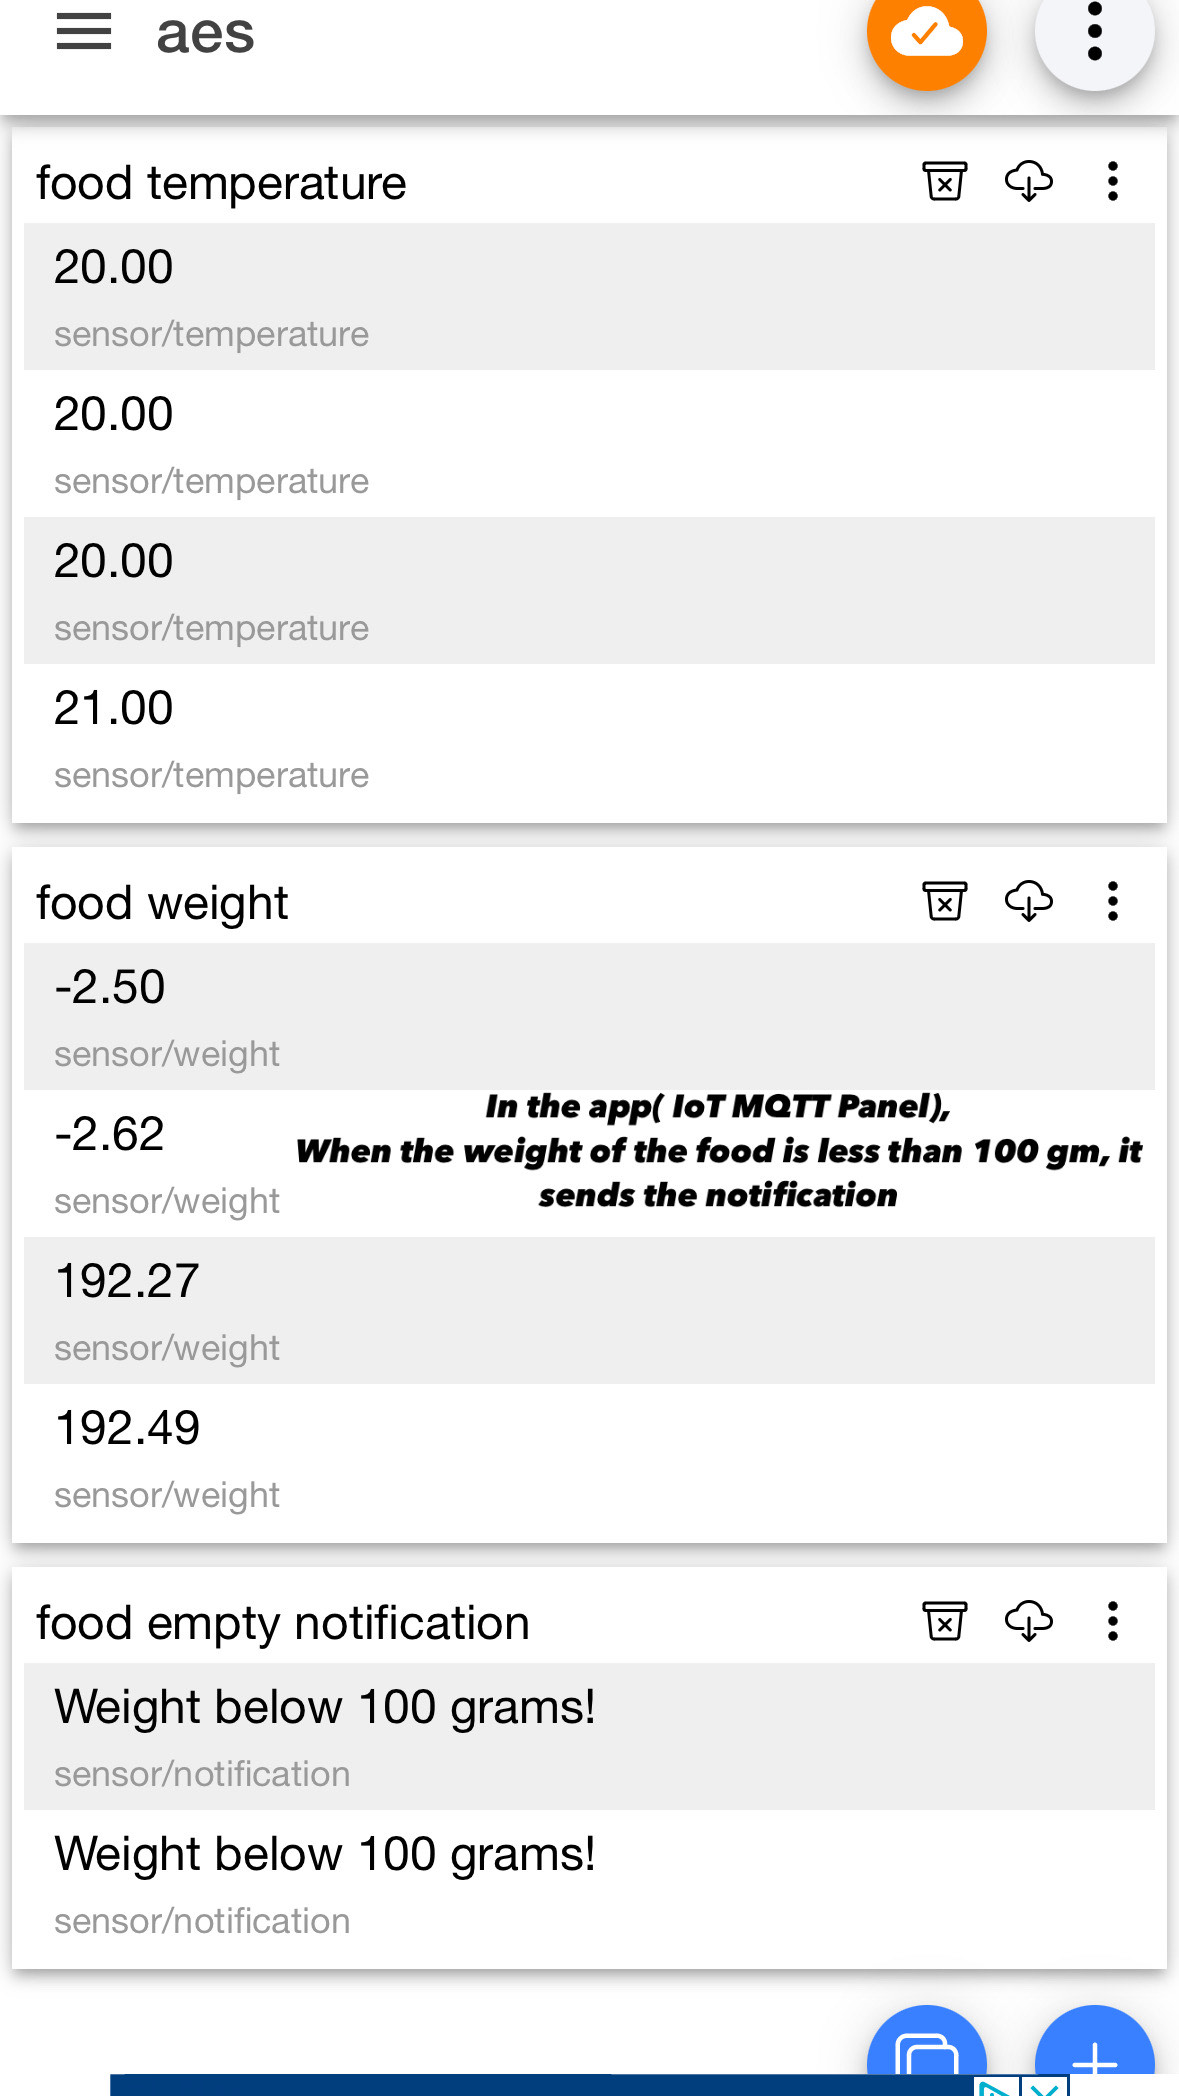 aes
food temperature
20.00
sensor/temperature
20.00
sensor/temperature
20.00
sensor/temperature
21.00
sensor/temperature
food weight
-2.50
sensor/weight
-2.62
sensor/weight
In the app( IoT MQTT Panel),
When the weight of the food is less than 100 gm, it
sends the notification
192.27
sensor/weight
192.49
sensor/weight
food empty notification
Weight below 100 grams!
sensor/notification
Weight below 100 grams!
sensor/notification